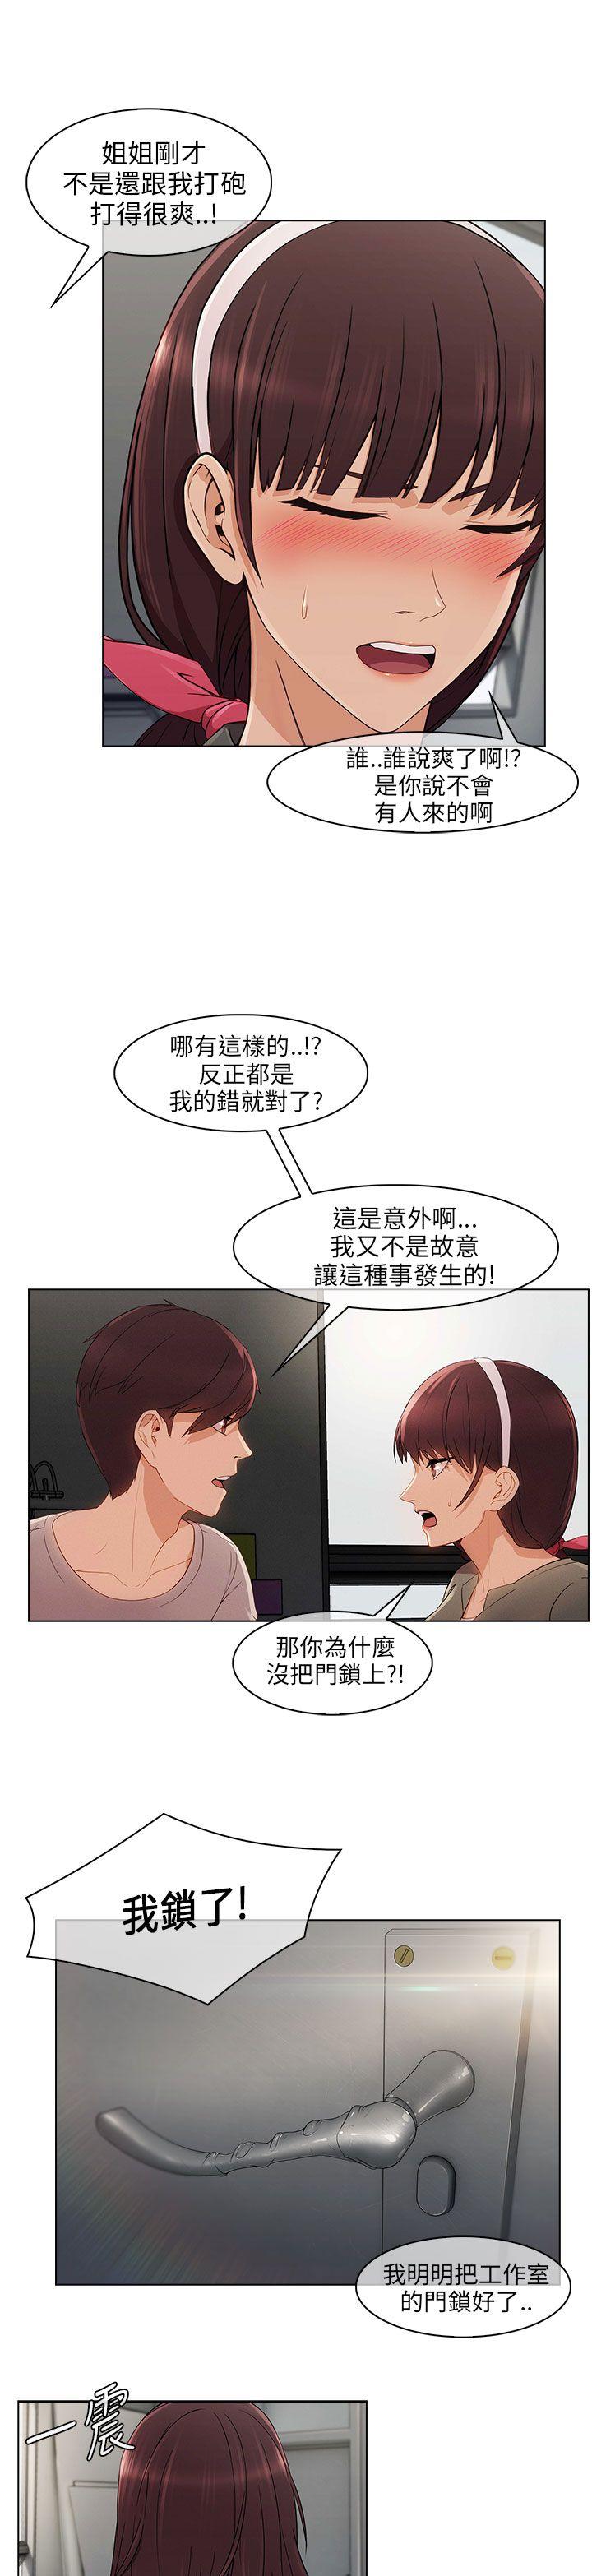 姐姐剛才
不是還跟我打砲
打得很爽..!
誰..誰說爽了啊!?
是你說不會
有人來的啊
哪有這樣的..!?
反正都是
我的錯就對了?
這是意外啊...
我又不是故意
讓這種事發生的!
那你為什麼
沒把門鎖上?!
我鎖了!
我明明把工作室
的門鎖好了..
一震